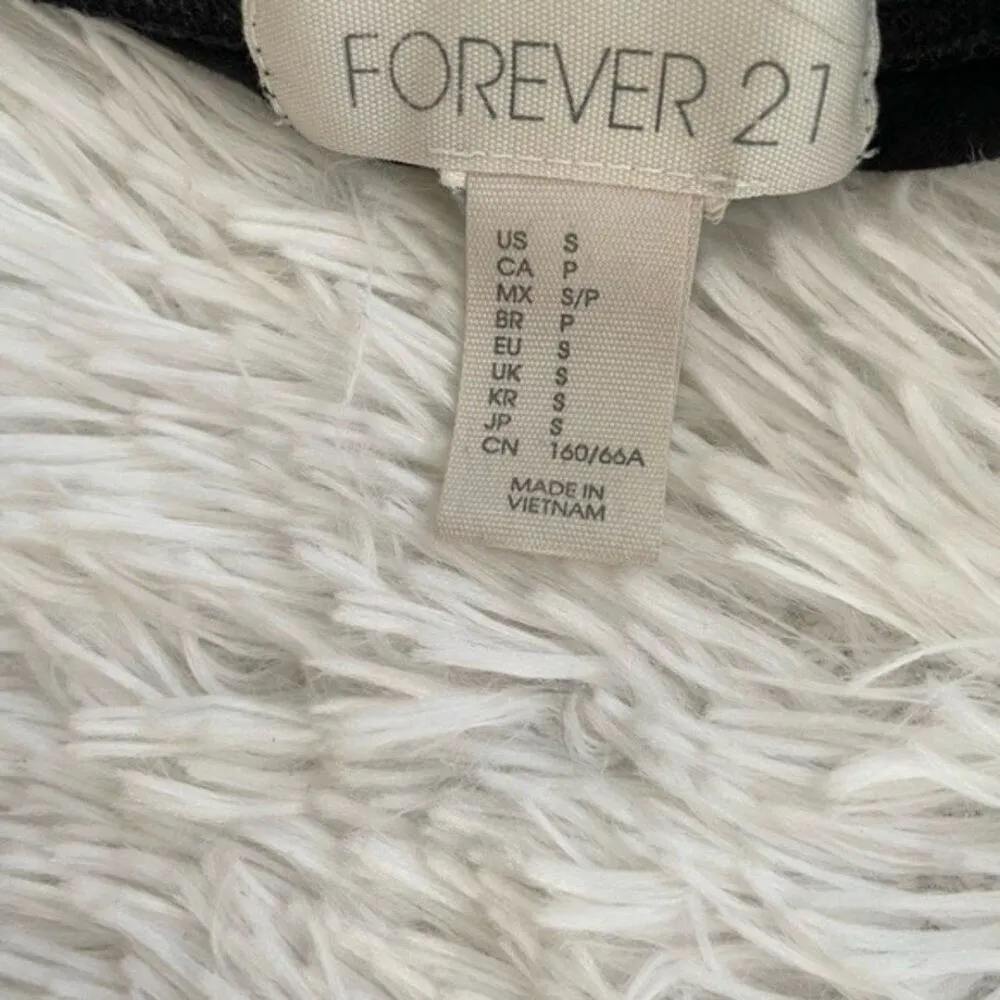 FOREVER 21
US S
CA P
MX S/P
BR P
EU S
UK S
KR S
JP S
CN 160/66A
MADE IN
VIETNAM